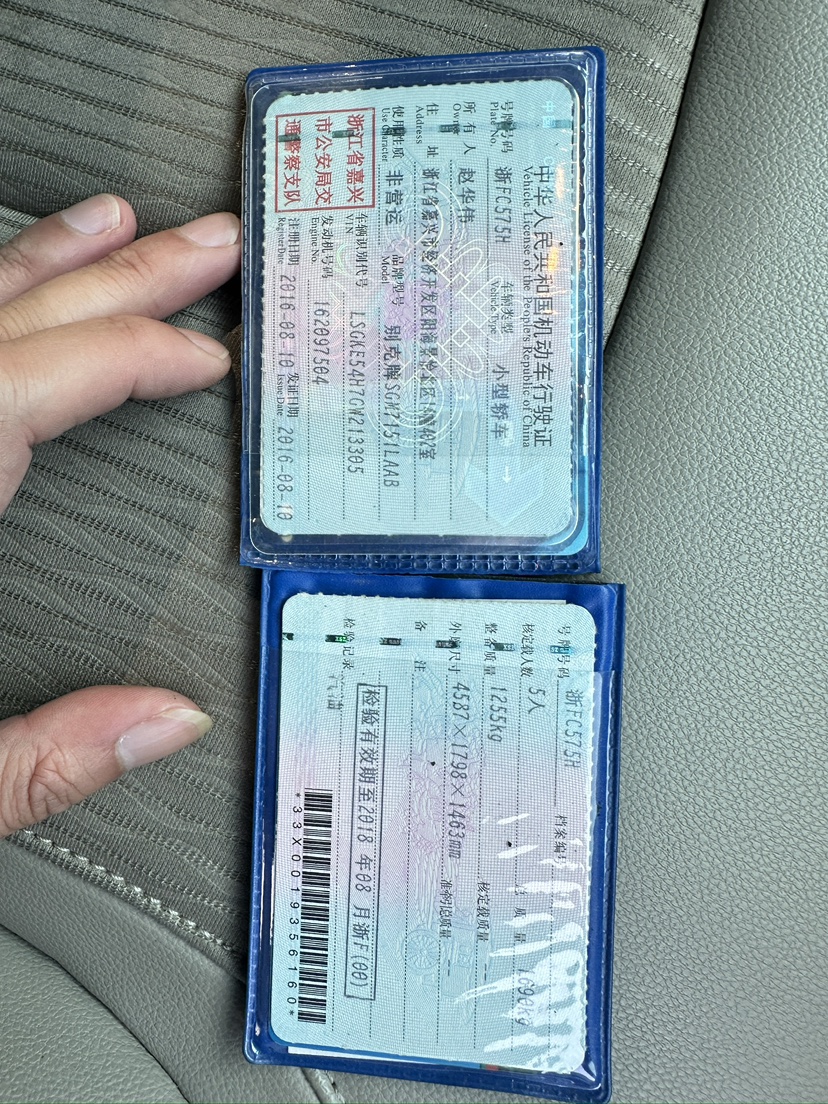 中华人民共和国机动车行驶证
Vehicle License of the People's Republic of China
号牌号码 浙FC575H 车辆类型 小型轿车
Plate No. Vehicle Type
所有人 赵华伟
Owner
住址 浙江省嘉兴市经济开发区阳海景
Address
使用性质 非营运 品牌型号 别克牌SGM7151LAAB
Use Character Model
浙江省嘉兴
市公安局交
通警察支队
车辆识别代号 LSGKE54H7GW213305
VIN
发动机号码 162097504
Engine No.
注册日期 2016-08-10 发证日期 2016-08-10
Register Date Issue Date
号牌号码 浙FC575H 档案编号
核定载人数 5人 总质量 1690kg
整备质量 1255kg 核定载质量 --
外廓尺寸 4587×1798×1463mm 准牵引总质量 --
备注
检验记录 汽油
检验有效期至2018年08月浙F(00)
*33X0019356160*